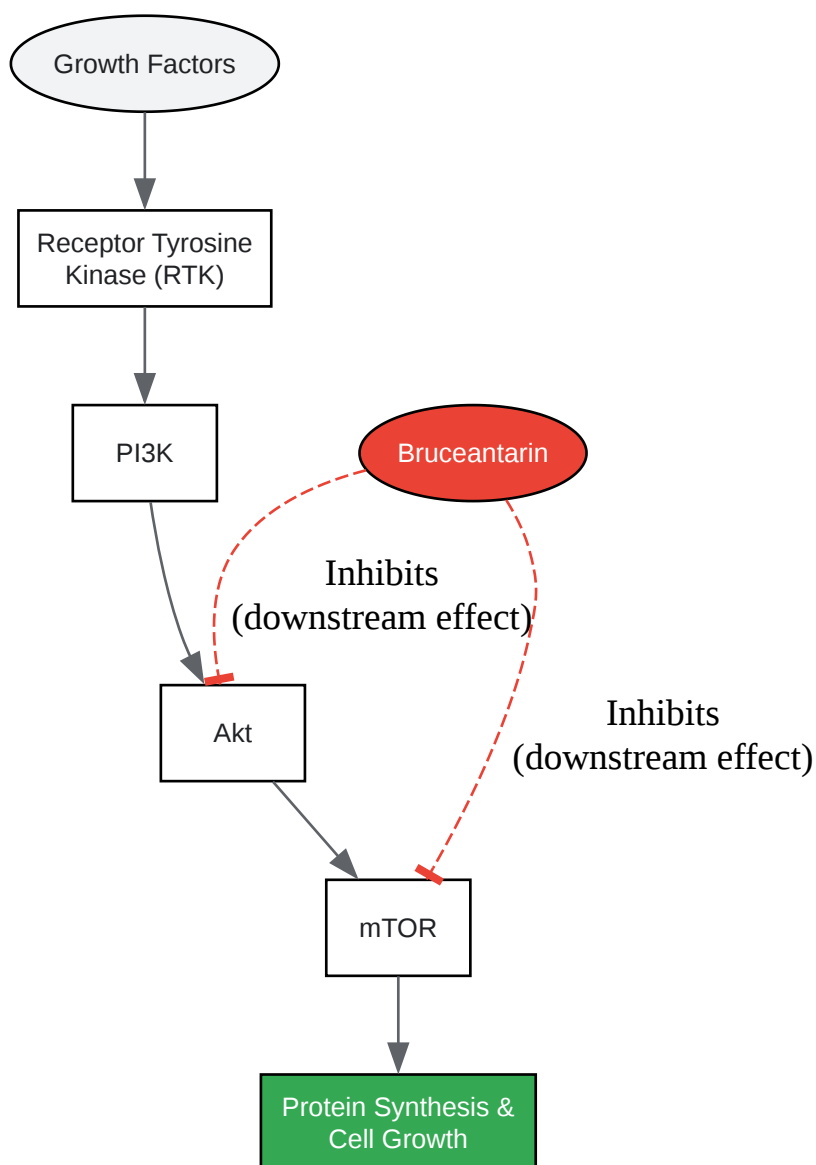 Growth Factors
Receptor Tyrosine
Kinase (RTK)
PI3K
Bruceantarin
Inhibits
(downstream effect)
Akt
Inhibits
(downstream effect)
mTOR
Protein Synthesis &
Cell Growth